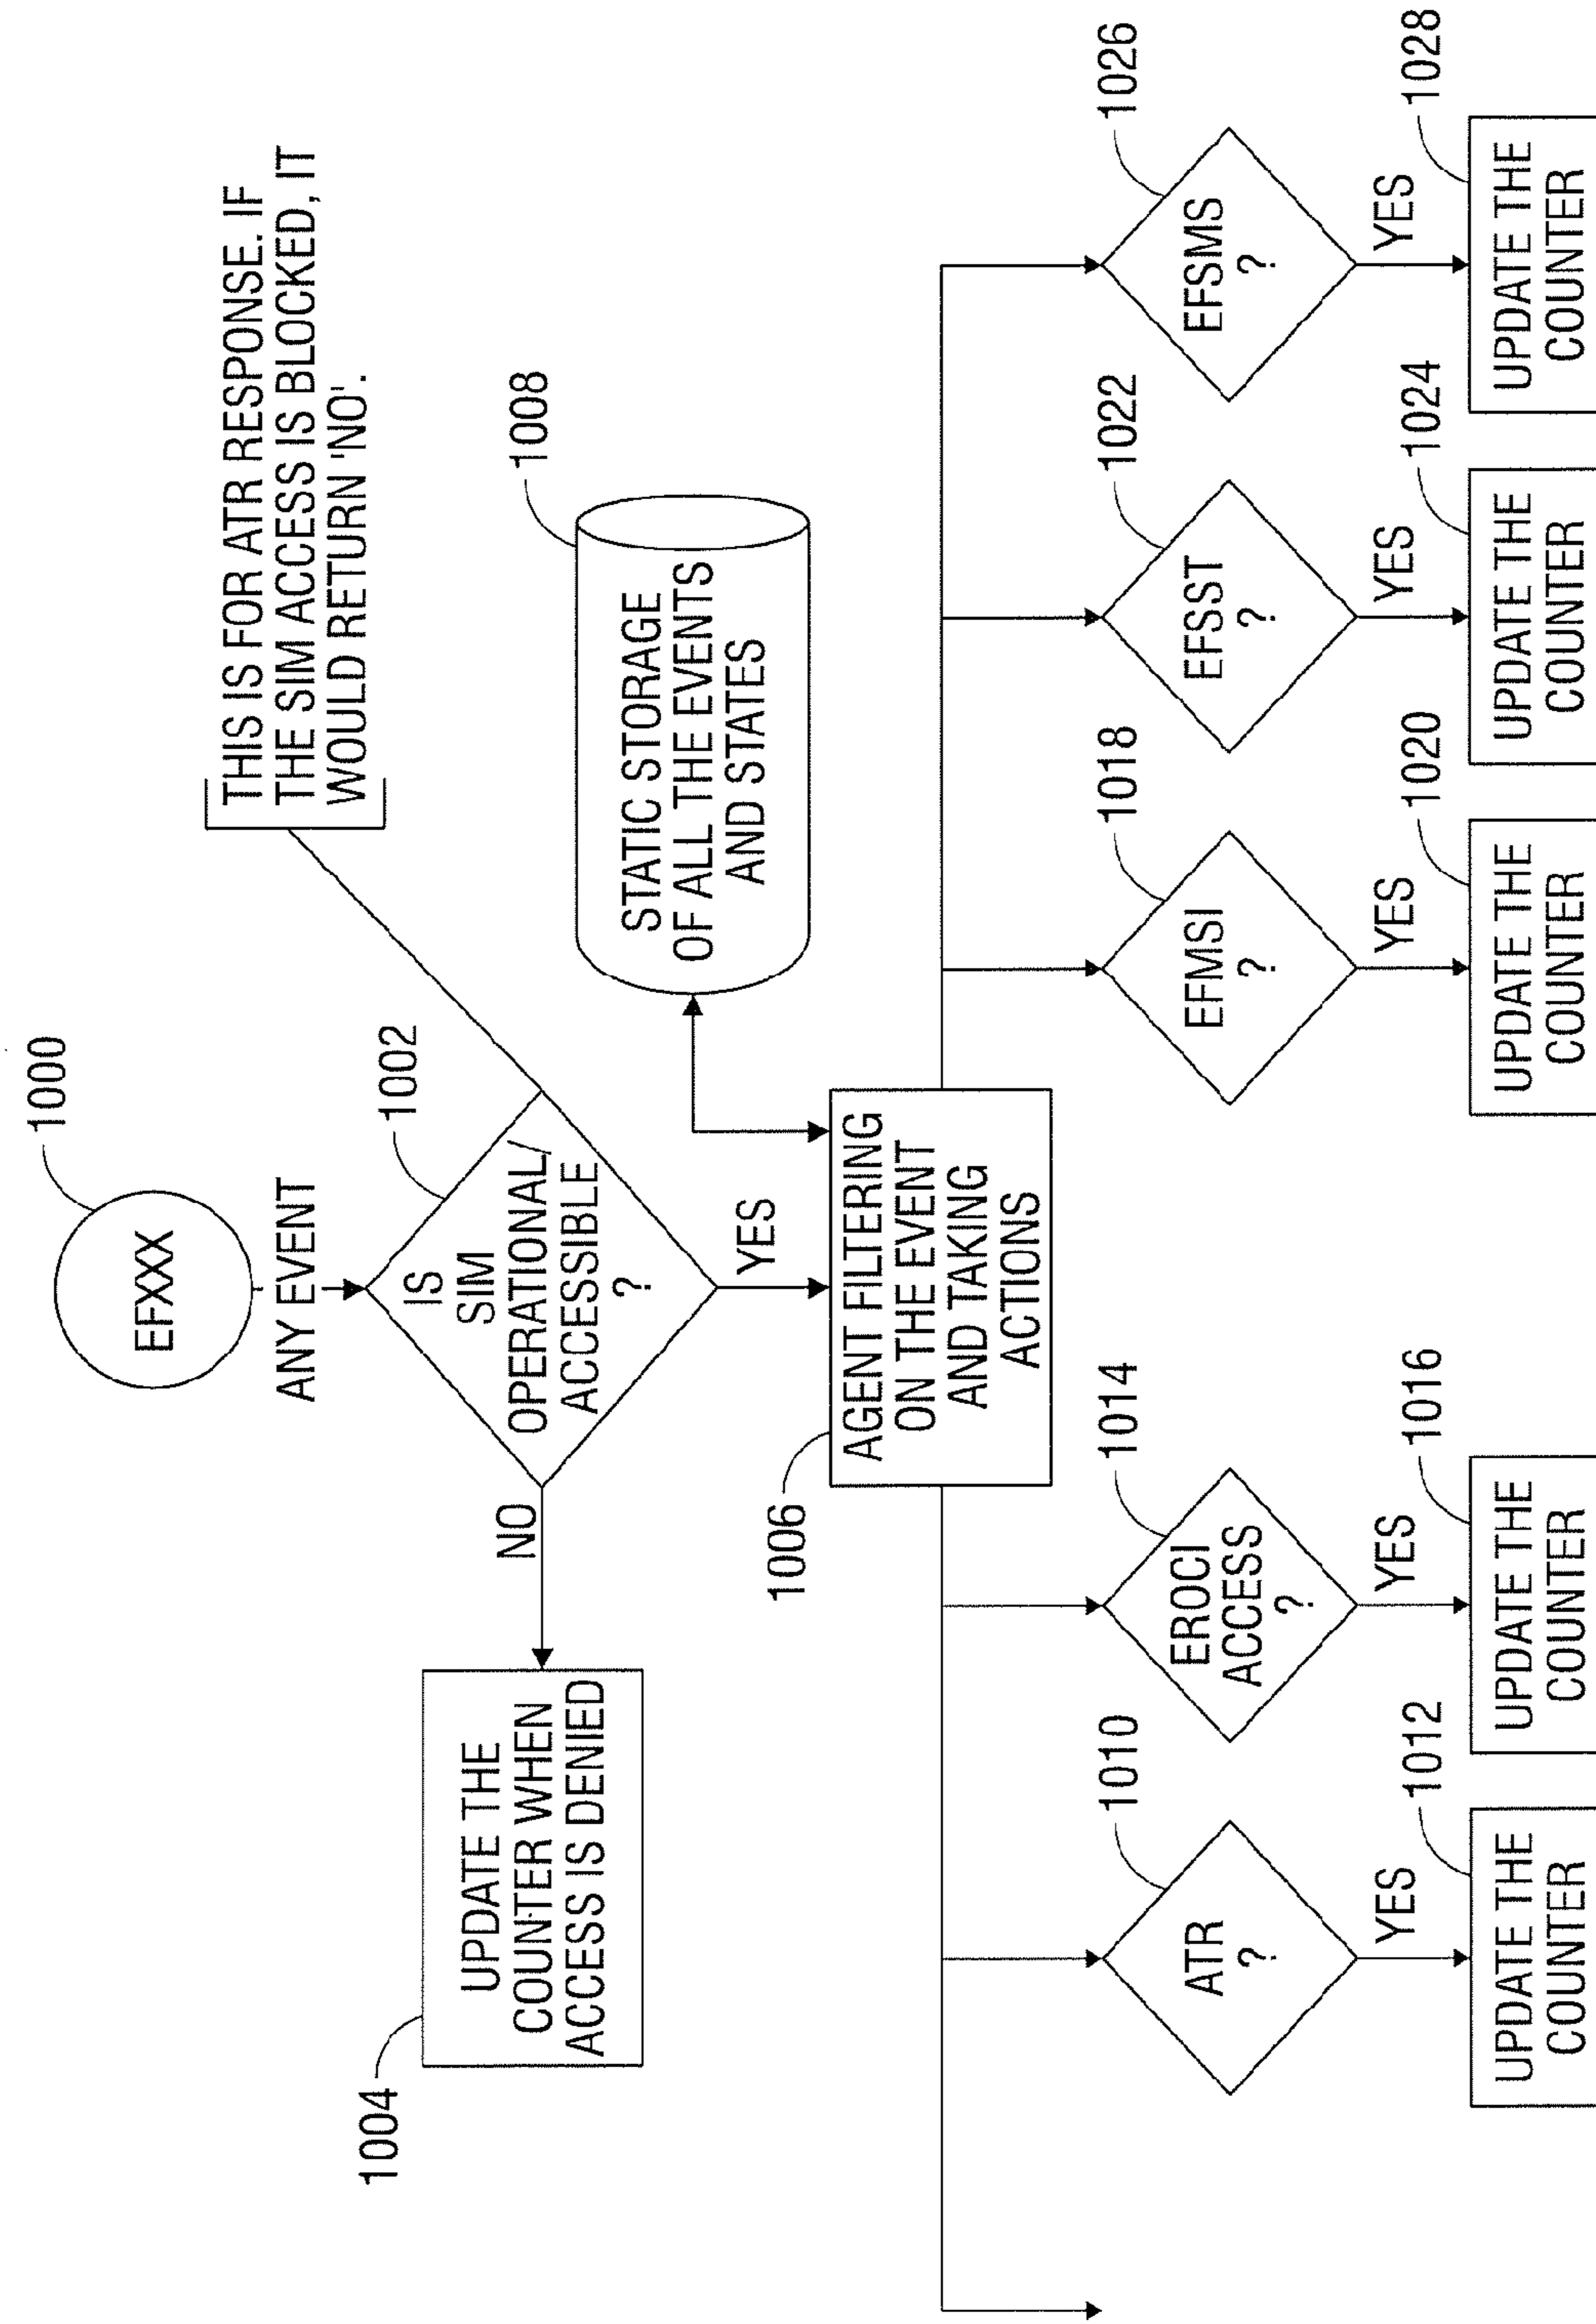 1000
EFXXX
ANY EVENT
1002
IS
SIM
OPERATIONAL/
ACCESSIBLE
?
THIS IS FOR ATR RESPONSE. IF
THE SIM ACCESS IS BLOCKED, IT
WOULD RETURN 'NO'.
NO
1004
UPDATE THE
COUNTER WHEN
ACCESS IS DENIED
YES
1006
AGENT FILTERING
ON THE EVENT
AND TAKING
ACTIONS
1008
STATIC STORAGE
OF ALL THE EVENTS
AND STATES
1010
ATR
?
YES
1012
UPDATE THE
COUNTER
1014
EROCI
ACCESS
?
YES
1016
UPDATE THE
COUNTER
1018
EFMSI
?
YES
1020
UPDATE THE
COUNTER
1022
EFSST
?
YES
1024
UPDATE THE
COUNTER
1026
EFSMS
?
YES
1028
UPDATE THE
COUNTER